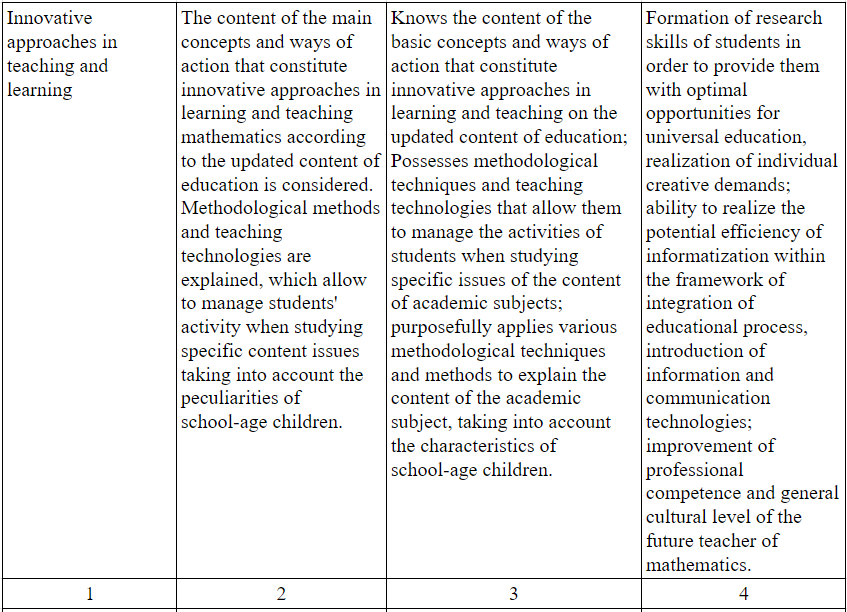 Innovative
approaches in
teaching and
learning
The content of the main
concepts and ways of
action that constitute
innovative approaches in
learning and teaching
mathematics according
to the updated content of
education is considered.
Methodological methods
and teaching
technologies are
explained, which allow
to manage students'
activity when studying
specific content issues
taking into account the
peculiarities of
school-age children.
Knows the content of the
basic concepts and ways of
action that constitute
innovative approaches in
learning and teaching on the
updated content of education;
Possesses methodological
techniques and teaching
technologies that allow them
to manage the activities of
students when studying
specific issues of the content
of academic subjects;
purposefully applies various
methodological techniques
and methods to explain the
content of the academic
subject, taking into account
the characteristics of
school-age children.
Formation of research
skills of students in
order to provide them
with optimal
opportunities for
universal education,
realization of individual
creative demands;
ability to realize the
potential efficiency of
informatization within
the framework of
integration of
educational process,
introduction of
information and
communication
technologies;
improvement of
professional
competence and general
cultural level of the
future teacher of
mathematics.
1
2
3
4